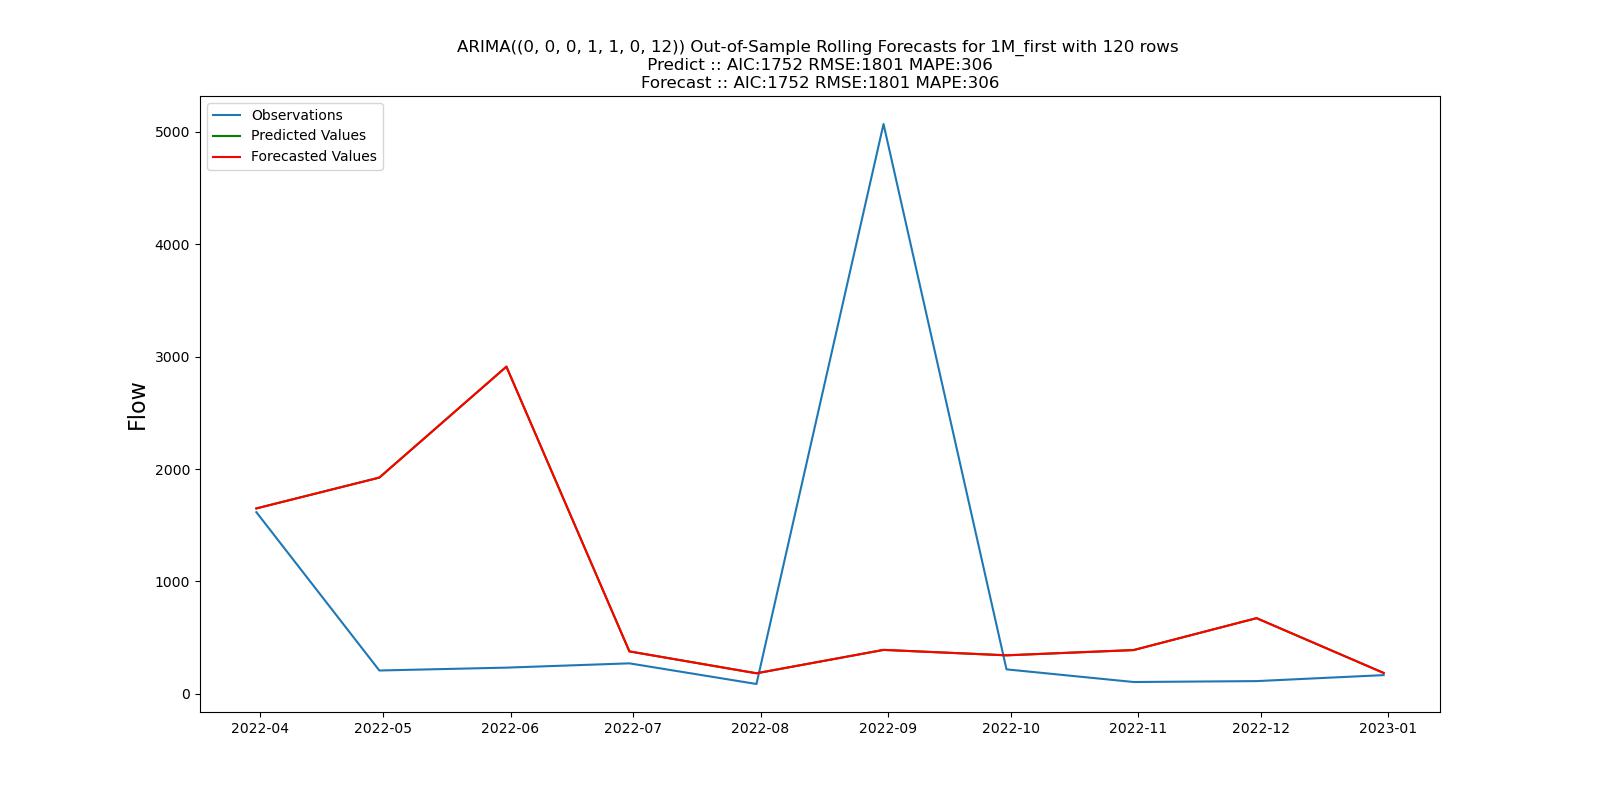 ARIMA((0, 0, 0, 1, 1, 0, 12)) Out-of-Sample Rolling Forecasts for 1M_first with 120 rows
Predict :: AIC:1752 RMSE:1801 MAPE:306
Forecast :: AIC:1752 RMSE:1801 MAPE:306
Observations
Predicted Values
Forecasted Values
5000
4000
3000
2000
1000
0
Flow
2022-04 2022-05 2022-06 2022-07 2022-08 2022-09 2022-10 2022-11 2022-12 2023-01